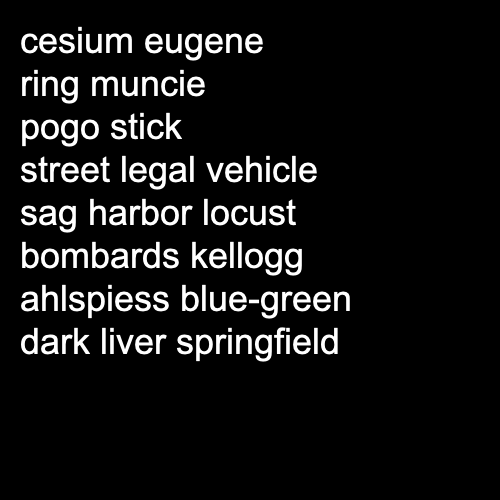 cesium eugene
ring muncie
pogo stick
street legal vehicle
sag harbor locust
bombards kellogg
ahlspiess blue-green
dark liver springfield